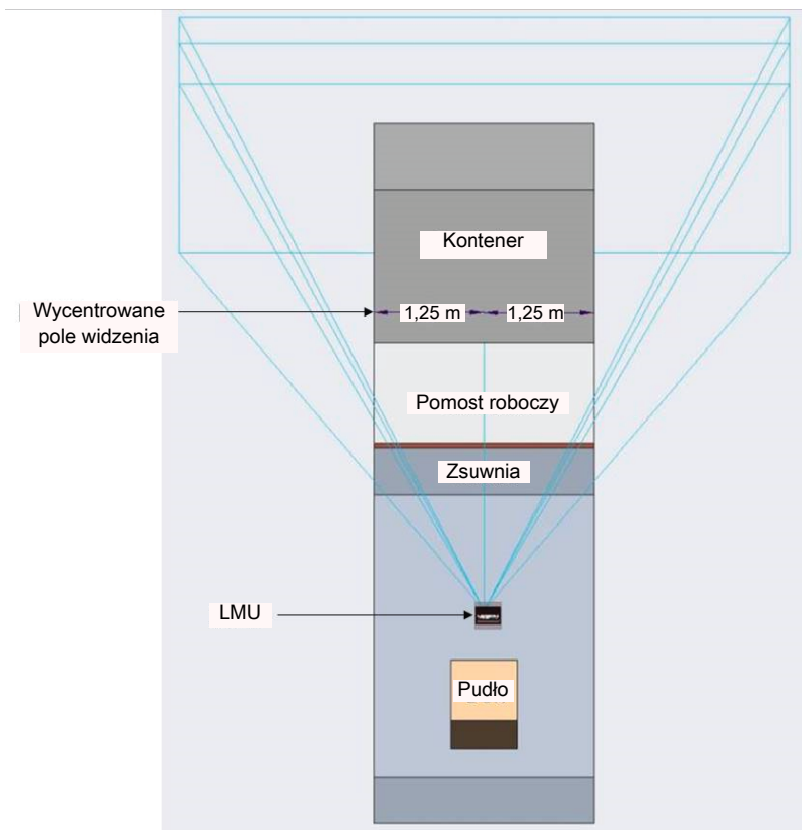 Kontener
Wycentrowane
pole widzenia
1,25 m
1,25 m
Pomost roboczy
Zsuwnia
LMU
Pudło